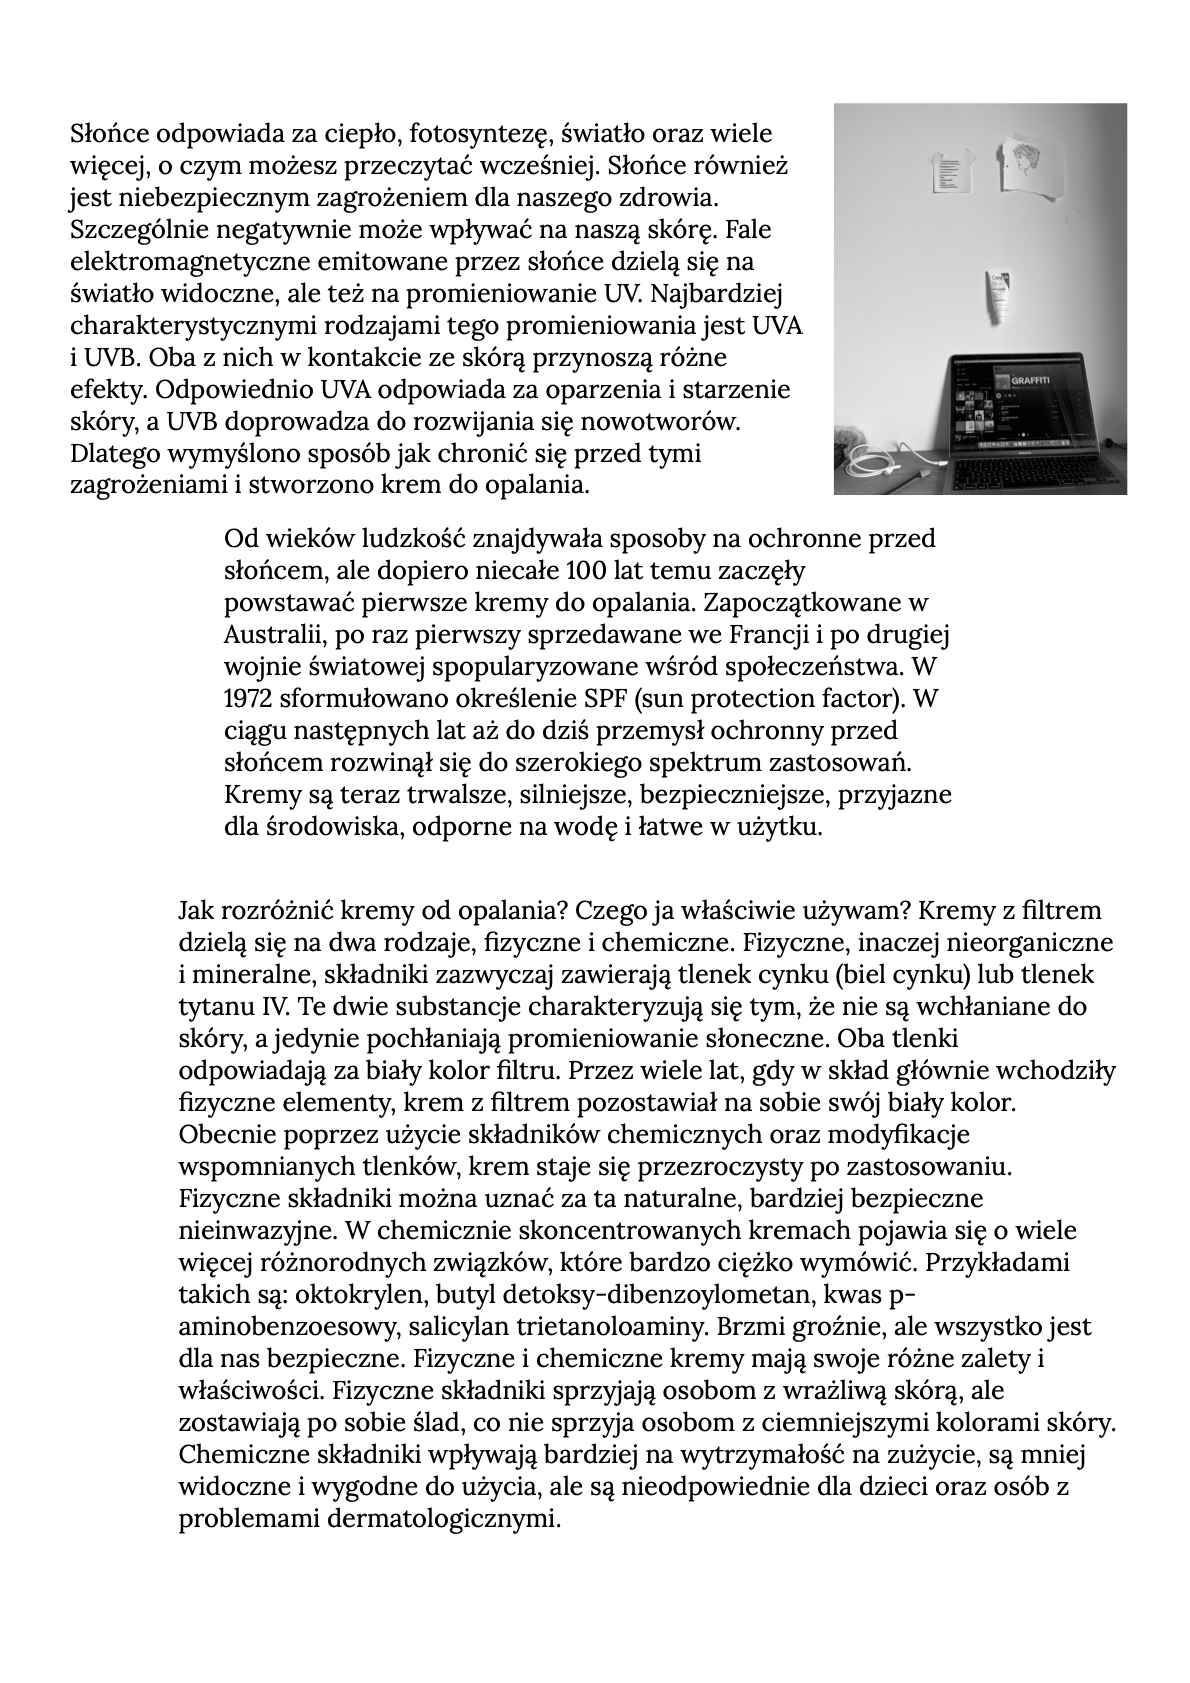 Słońce odpowiada za ciepło, fotosyntezę, światło oraz wiele
więcej, o czym możesz przeczytać wcześniej. Słońce również
jest niebezpiecznym zagrożeniem dla naszego zdrowia.
Szczególnie negatywnie może wpływać na naszą skórę. Fale
elektromagnetyczne emitowane przez słońce dzielą się na
światło widoczne, ale też na promieniowanie UV. Najbardziej
charakterystycznymi rodzajami tego promieniowania jest UVA
i UVB. Oba z nich w kontakcie ze skórą przynoszą różne
efekty. Odpowiednio UVA odpowiada za oparzenia i starzenie
skóry, a UVB doprowadza do rozwijania się nowotworów.
Dlatego wymyślono sposób jak chronić się przed tymi
zagrożeniami i stworzono krem do opalania.
GRAFFITI
Od wieków ludzkość znajdywała sposoby na ochronne przed
słońcem, ale dopiero niecałe 100 lat temu zaczęły
powstawać pierwsze kremy do opalania. Zapoczątkowane w
Australii, po raz pierwszy sprzedawane we Francji i po drugiej
wojnie światowej spopularyzowane wśród społeczeństwa. W
1972 sformułowano określenie SPF (sun protection factor). W
ciągu następnych lat aż do dziś przemysł ochronny przed
słońcem rozwinął się do szerokiego spektrum zastosowań.
Kremy są teraz trwalsze, silniejsze, bezpieczniejsze, przyjazne
dla środowiska, odporne na wodę i łatwe w użytku.
Jak rozróżnić kremy od opalania? Czego ja właściwie używam? Kremy z filtrem
dzielą się na dwa rodzaje, fizyczne i chemiczne. Fizyczne, inaczej nieorganiczne
i mineralne, składniki zazwyczaj zawierają tlenek cynku (biel cynku) lub tlenek
tytanu IV. Te dwie substancje charakteryzują się tym, że nie są wchłaniane do
skóry, a jedynie pochłaniają promieniowanie słoneczne. Oba tlenki
odpowiadają za biały kolor filtru. Przez wiele lat, gdy w skład głównie wchodziły
fizyczne elementy, krem z filtrem pozostawiał na sobie swój biały kolor.
Obecnie poprzez użycie składników chemicznych oraz modyfikacje
wspomnianych tlenków, krem staje się przezroczysty po zastosowaniu.
Fizyczne składniki można uznać za ta naturalne, bardziej bezpieczne
nieinwazyjne. W chemicznie skoncentrowanych kremach pojawia się o wiele
więcej różnorodnych związków, które bardzo ciężko wymówić. Przykładami
takich są: oktokrylen, butyl detoksy-dibenzoylometan, kwas p-
aminobenzoesowy, salicylan trietanoloaminy. Brzmi groźnie, ale wszystko jest
dla nas bezpieczne. Fizyczne i chemiczne kremy mają swoje różne zalety i
właściwości. Fizyczne składniki sprzyjają osobom z wrażliwą skórą, ale
zostawiają po sobie ślad, co nie sprzyja osobom z ciemniejszymi kolorami skóry.
Chemiczne składniki wpływają bardziej na wytrzymałość na zużycie, są mniej
widoczne i wygodne do użycia, ale są nieodpowiednie dla dzieci oraz osób z
problemami dermatologicznymi.